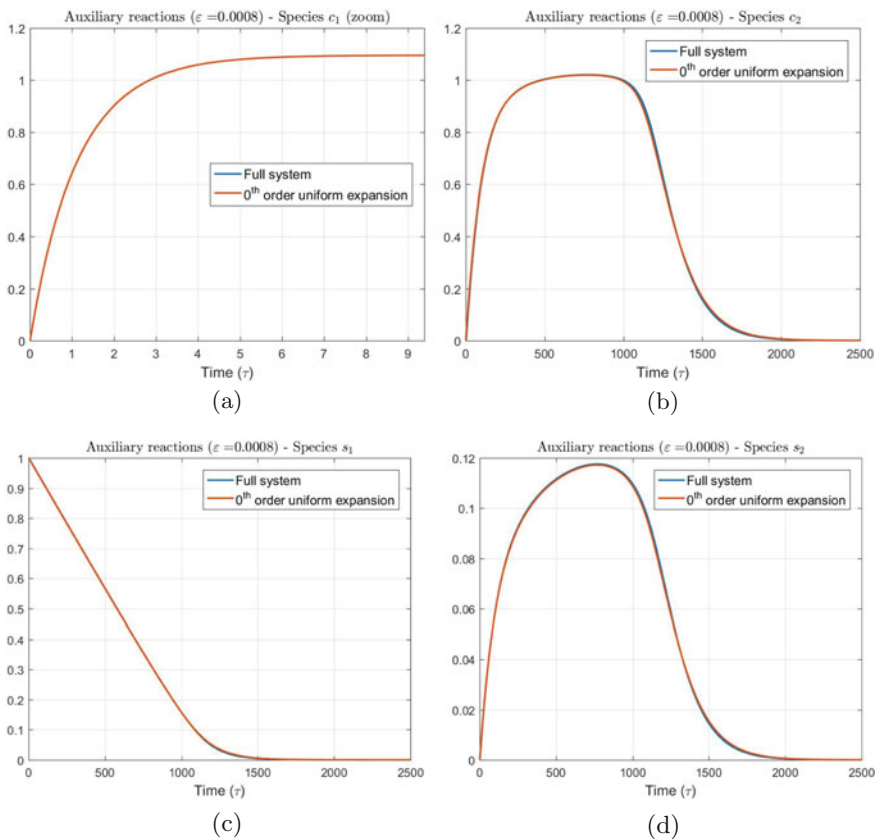 Auxiliary reactions (ε =0.0008) - Species c₁ (zoom)
1.2
1
0.8
0.6
0.4
0.2
0
Full system
0th order uniform expansion
0 1 2 3 4 5 6 7 8 9
Time (τ)
(a)
Auxiliary reactions (ε =0.0008) - Species c₂
1.2
1
0.8
0.6
0.4
0.2
0
Full system
0th order uniform expansion
0 500 1000 1500 2000 2500
Time (τ)
(b)
Auxiliary reactions (ε =0.0008) - Species s₁
1
0.9
0.8
0.7
0.6
0.5
0.4
0.3
0.2
0.1
0
Full system
0th order uniform expansion
0 500 1000 1500 2000 2500
Time (τ)
(c)
Auxiliary reactions (ε =0.0008) - Species s₂
0.12
0.1
0.08
0.06
0.04
0.02
0
Full system
0th order uniform expansion
0 500 1000 1500 2000 2500
Time (τ)
(d)